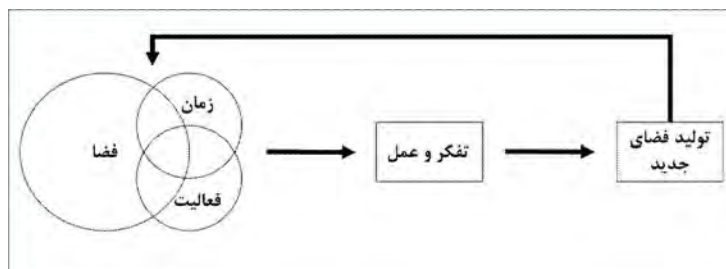 زمان
فضا
فعالیت
تفکر و عمل
تولید فضای
جدید